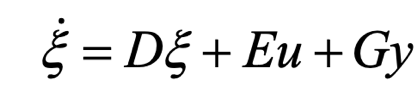 ξ̇ = Dξ + Eu + Gy